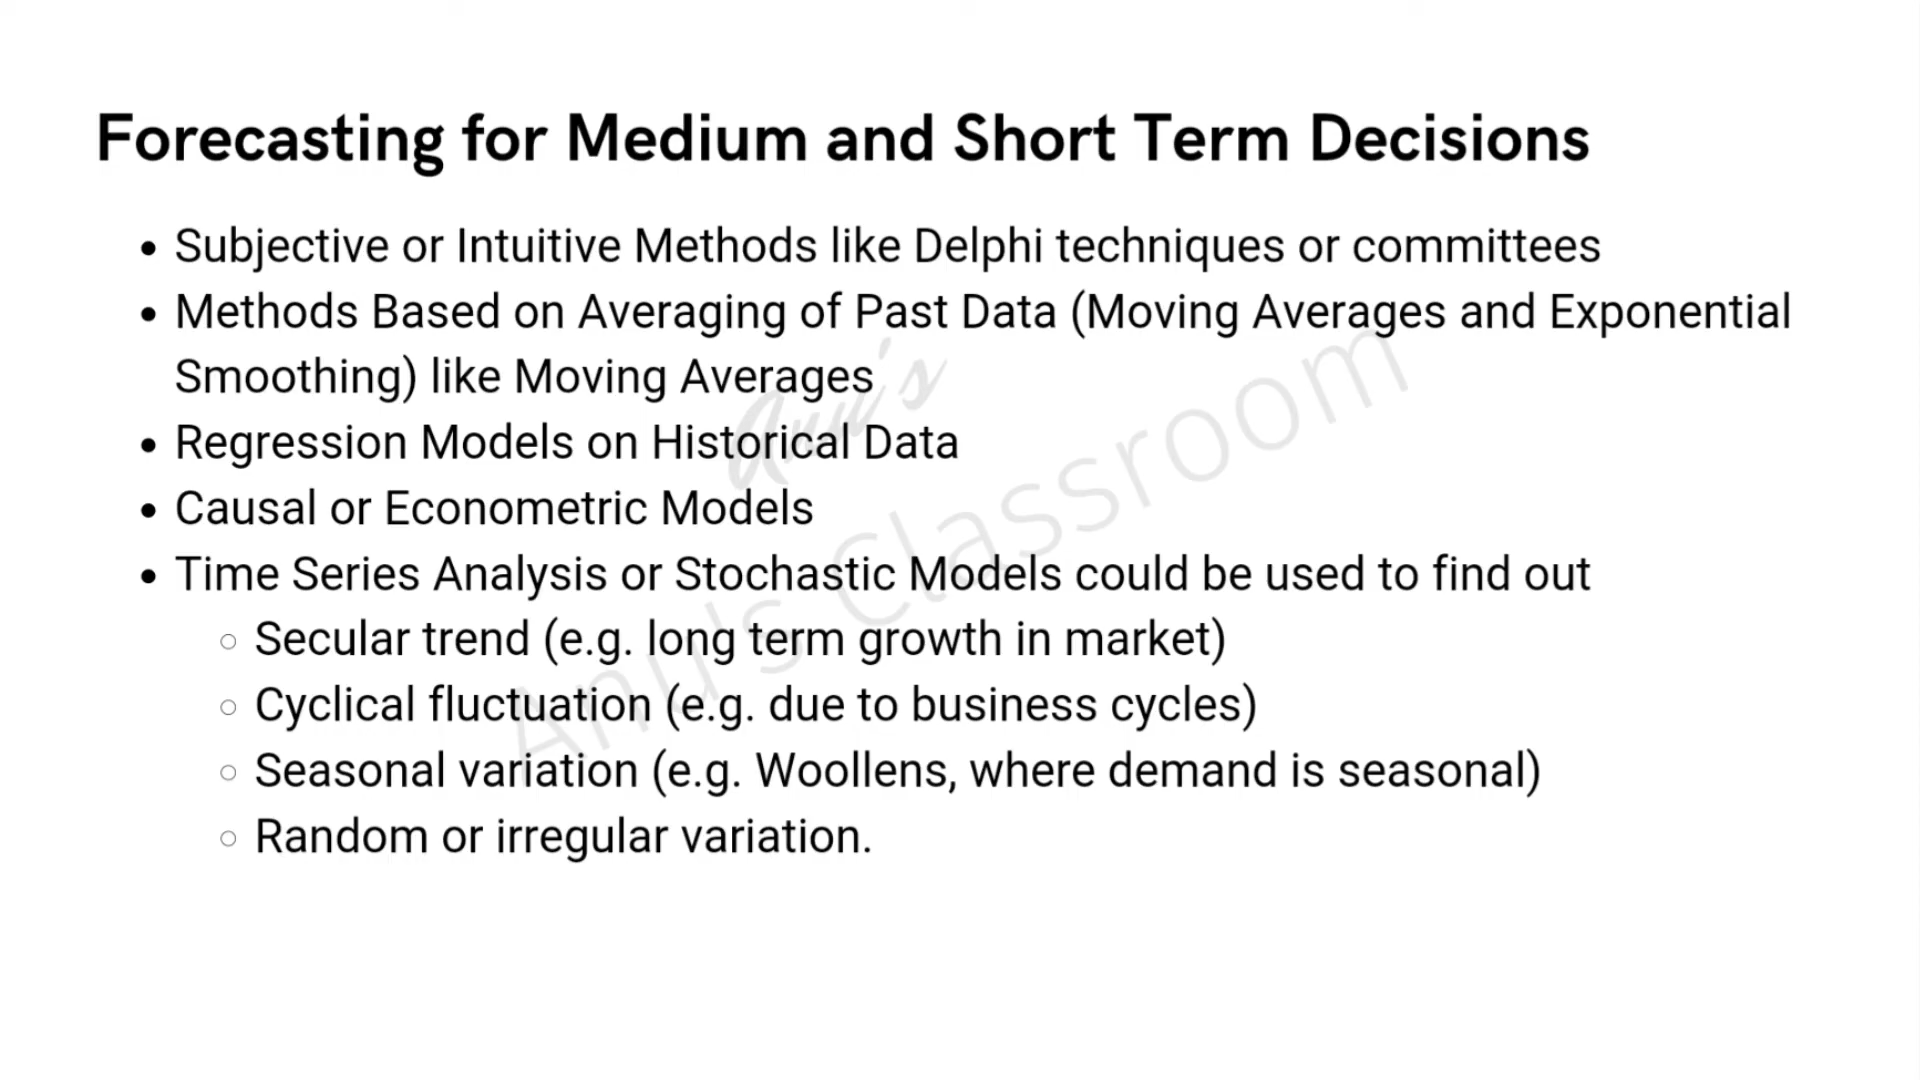 Forecasting for Medium and Short Term Decisions
• Subjective or Intuitive Methods like Delphi techniques or committees
• Methods Based on Averaging of Past Data (Moving Averages and Exponential
Smoothing) like Moving Averages
• Regression Models on Historical Data
• Causal or Econometric Models
• Time Series Analysis or Stochastic Models could be used to find out
○ Secular trend (e.g. long term growth in market)
○ Cyclical fluctuation (e.g. due to business cycles)
○ Seasonal variation (e.g. Woollens, where demand is seasonal)
○ Random or irregular variation.
Anu's
Anu's Classroom